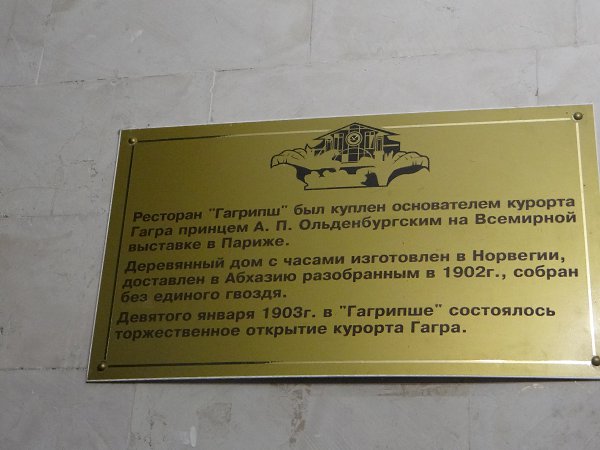 Ресторан "Гагрипш" был куплен основателем курорта
Гагра принцем А. П. Ольденбургским на Всемирной
выставке в Париже.
Деревянный дом с часами изготовлен в Норвегии,
доставлен в Абхазию разобранным в 1902г., собран
без единого гвоздя.
Девятого января 1903г. в "Гагрипше" состоялось
торжественное открытие курорта Гагра.